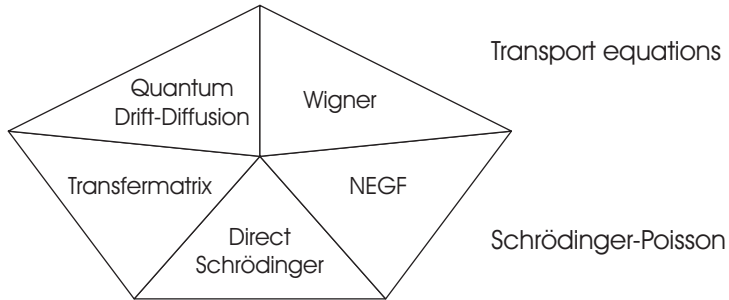 Transport equations
Quantum
Drift-Diffusion
Wigner
Transfermatrix
NEGF
Direct
Schrödinger
Schrödinger-Poisson